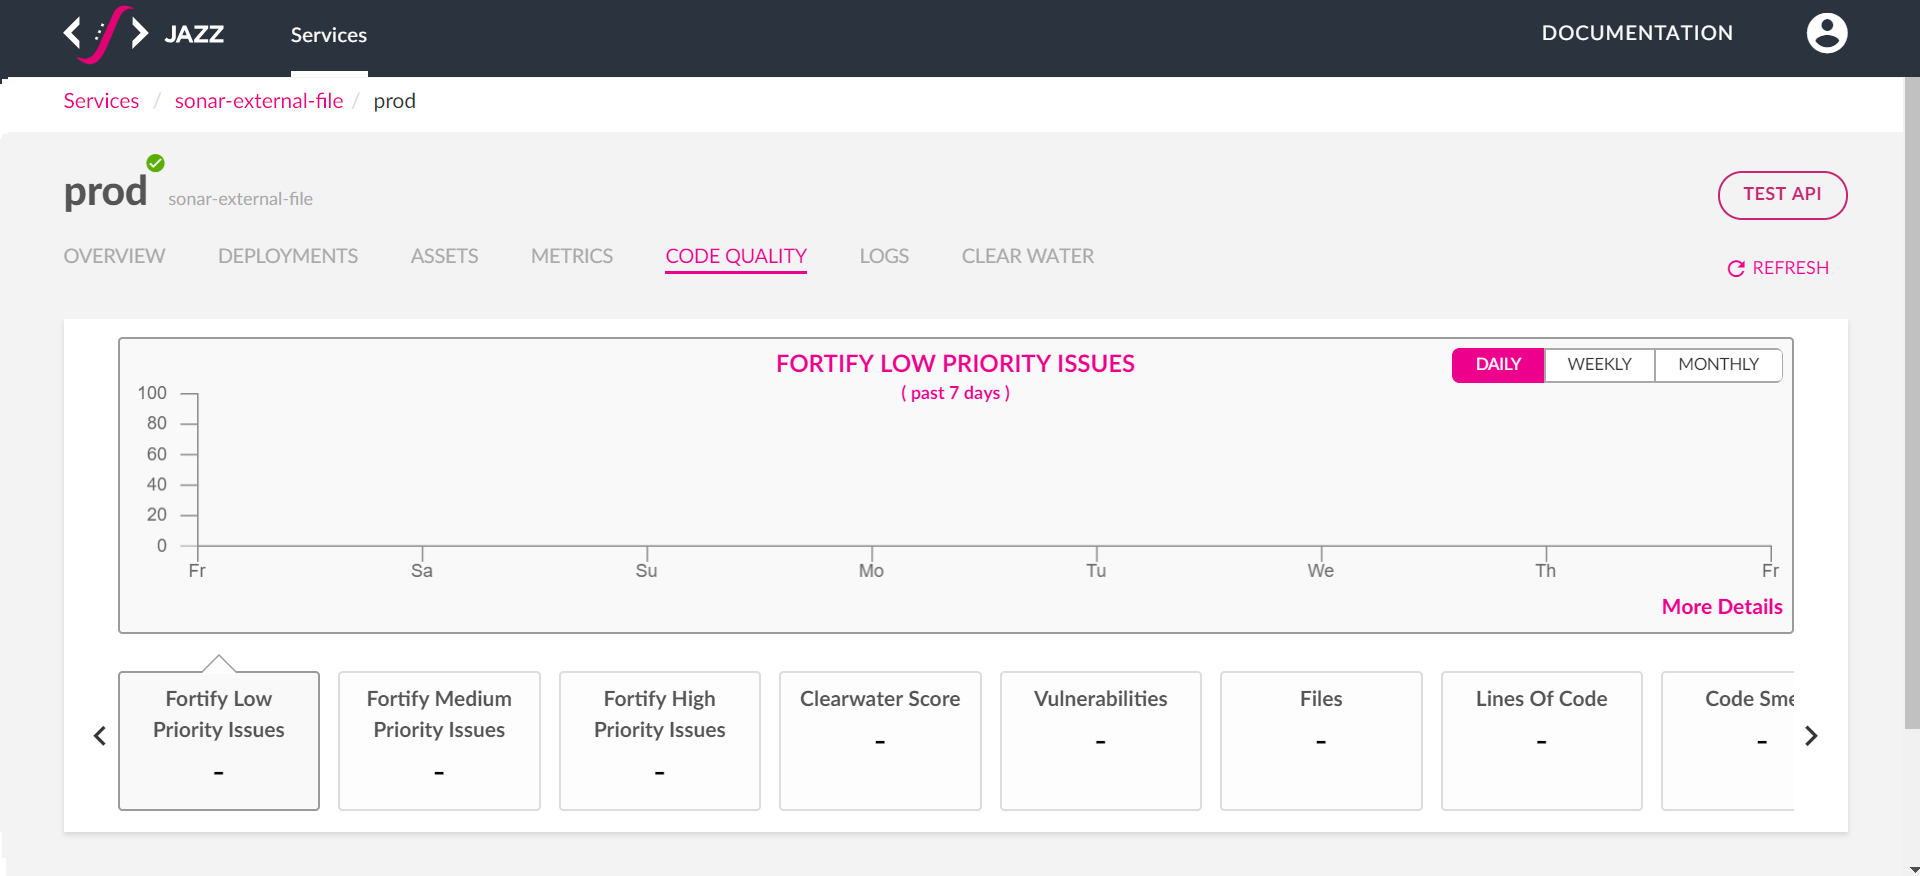 JAZZ
Services
DOCUMENTATION
Services / sonar-external-file / prod
prod sonar-external-file
TEST API
OVERVIEW DEPLOYMENTS ASSETS METRICS CODE QUALITY LOGS CLEAR WATER
REFRESH
FORTIFY LOW PRIORITY ISSUES
( past 7 days )
DAILY WEEKLY MONTHLY
100
80
60
40
20
0
Fr Sa Su Mo Tu We Th Fr
More Details
Fortify Low
Priority Issues
-
Fortify Medium
Priority Issues
-
Fortify High
Priority Issues
-
Clearwater Score
-
Vulnerabilities
-
Files
-
Lines Of Code
-
Code Sme
-